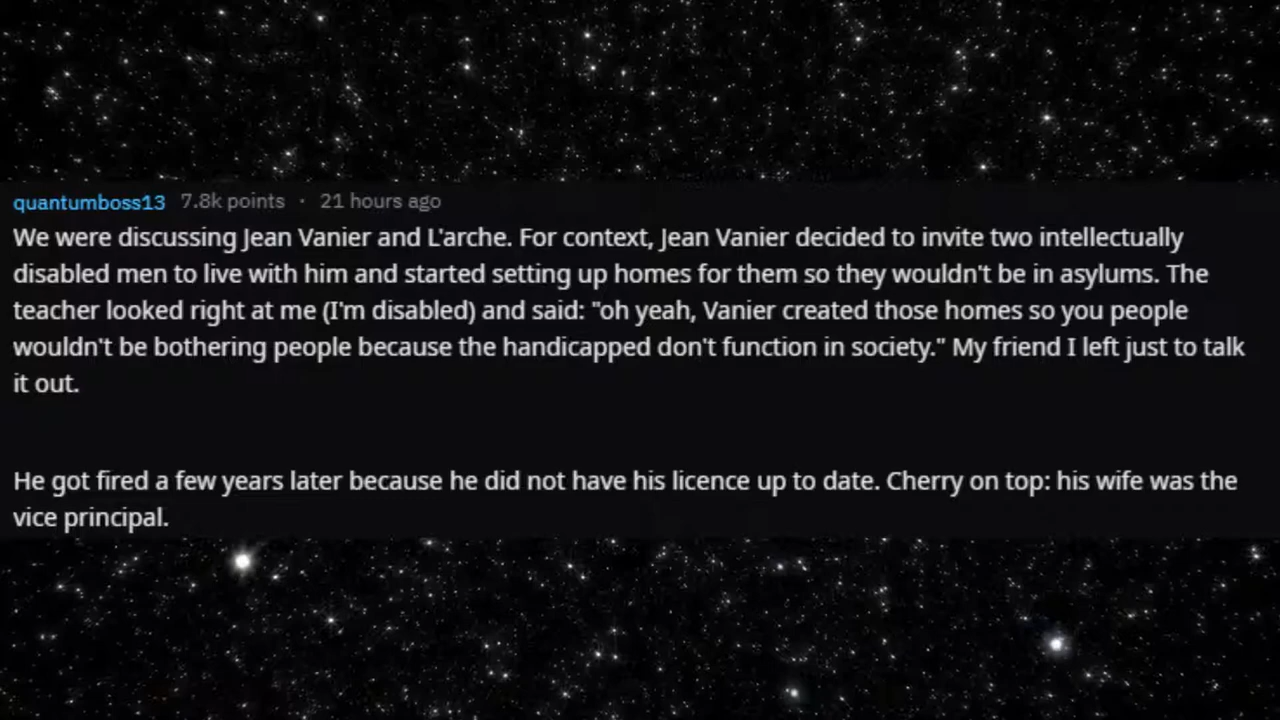 quantumboss13 7.8k points · 21 hours ago
We were discussing Jean Vanier and L'arche. For context, Jean Vanier decided to invite two intellectually
disabled men to live with him and started setting up homes for them so they wouldn't be in asylums. The
teacher looked right at me (I'm disabled) and said: "oh yeah, Vanier created those homes so you people
wouldn't be bothering people because the handicapped don't function in society." My friend I left just to talk
it out.
He got fired a few years later because he did not have his licence up to date. Cherry on top: his wife was the
vice principal.